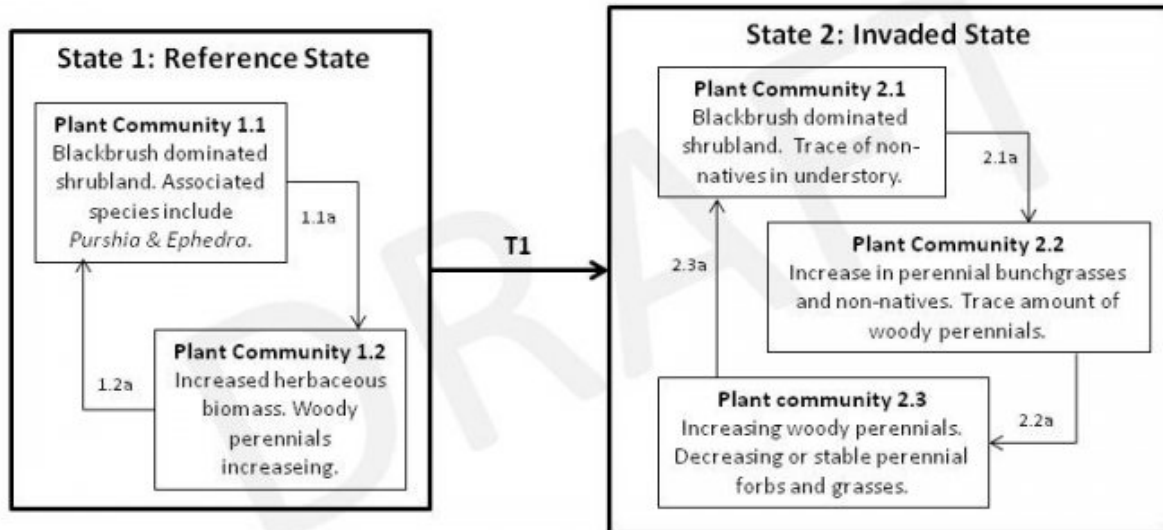 State 1: Reference State
Plant Community 1.1
Blackbrush dominated
shrubland. Associated
species include
Purshia & Ephedra.
1.1a
1.2a
Plant Community 1.2
Increased herbaceous
biomass. Woody
perennials
increaseing.
T1
State 2: Invaded State
Plant Community 2.1
Blackbrush dominated
shrubland. Trace of non-
natives in understory.
2.1a
Plant Community 2.2
Increase in perennial bunchgrasses
and non-natives. Trace amount of
woody perennials.
2.3a
2.2a
Plant community 2.3
Increasing woody perennials.
Decreasing or stable perennial
forbs and grasses.
DRAFT